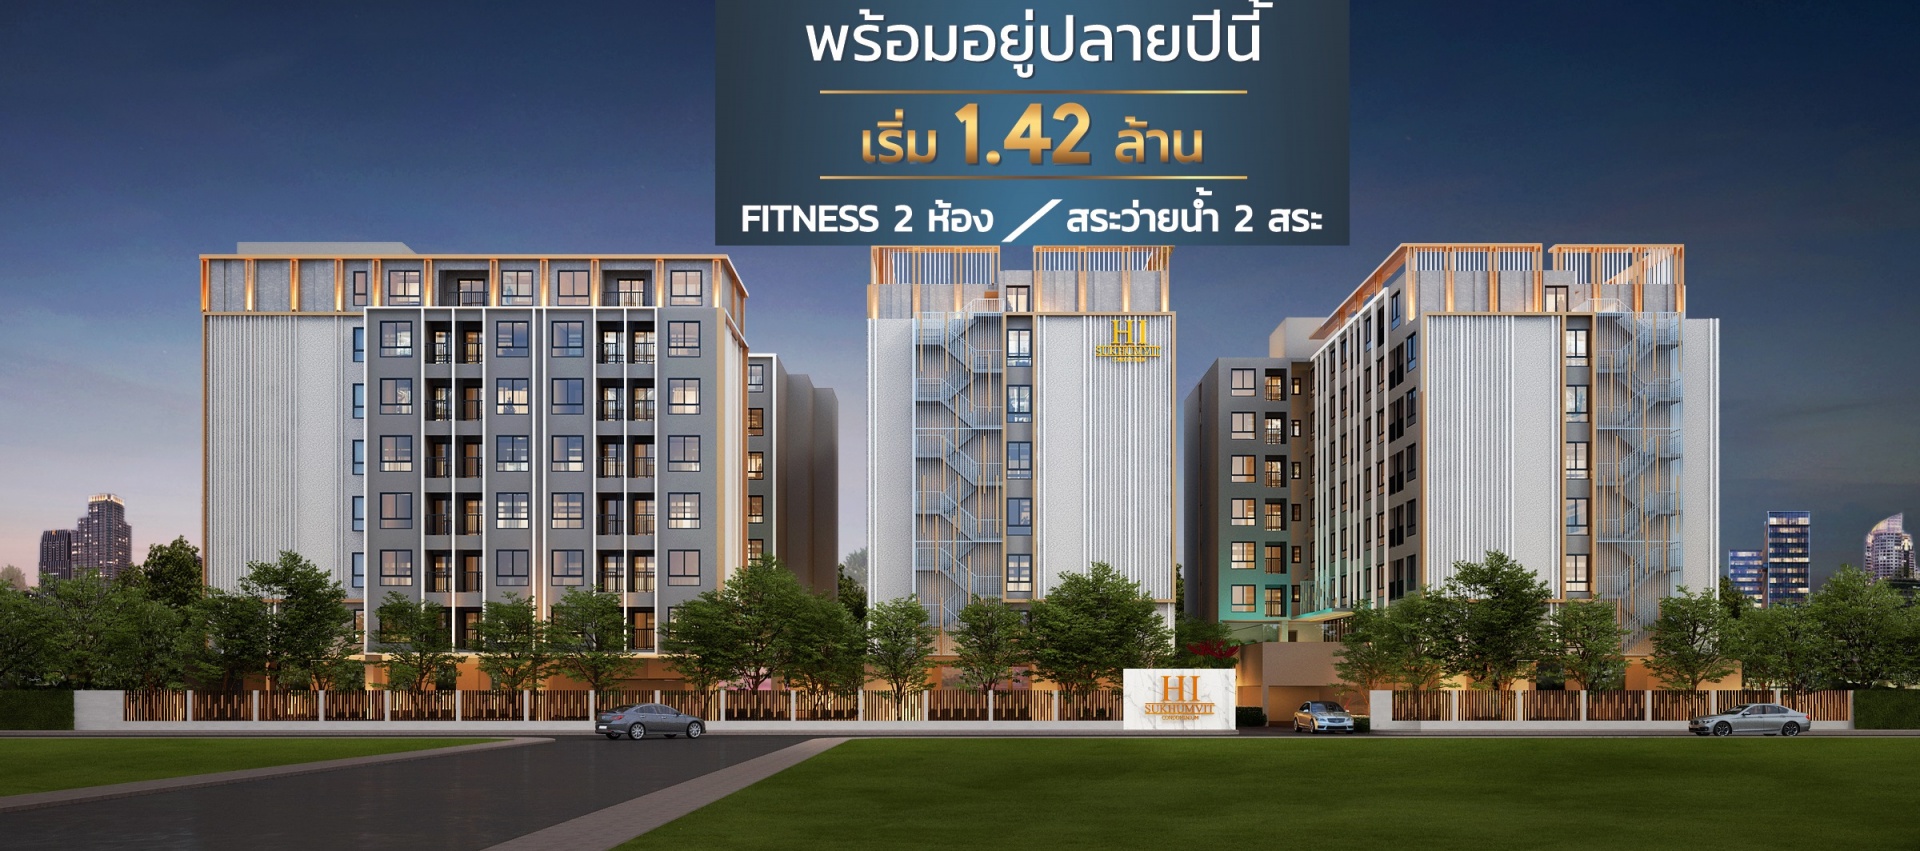 พร้อมอยู่ปลายปีนี้
เริ่ม 1.42 ล้าน
FITNESS 2 ห้อง / สระว่ายน้ำ 2 สระ
HI
SUKHUMVIT
HI
SUKHUMVIT
CONDOMINIUM